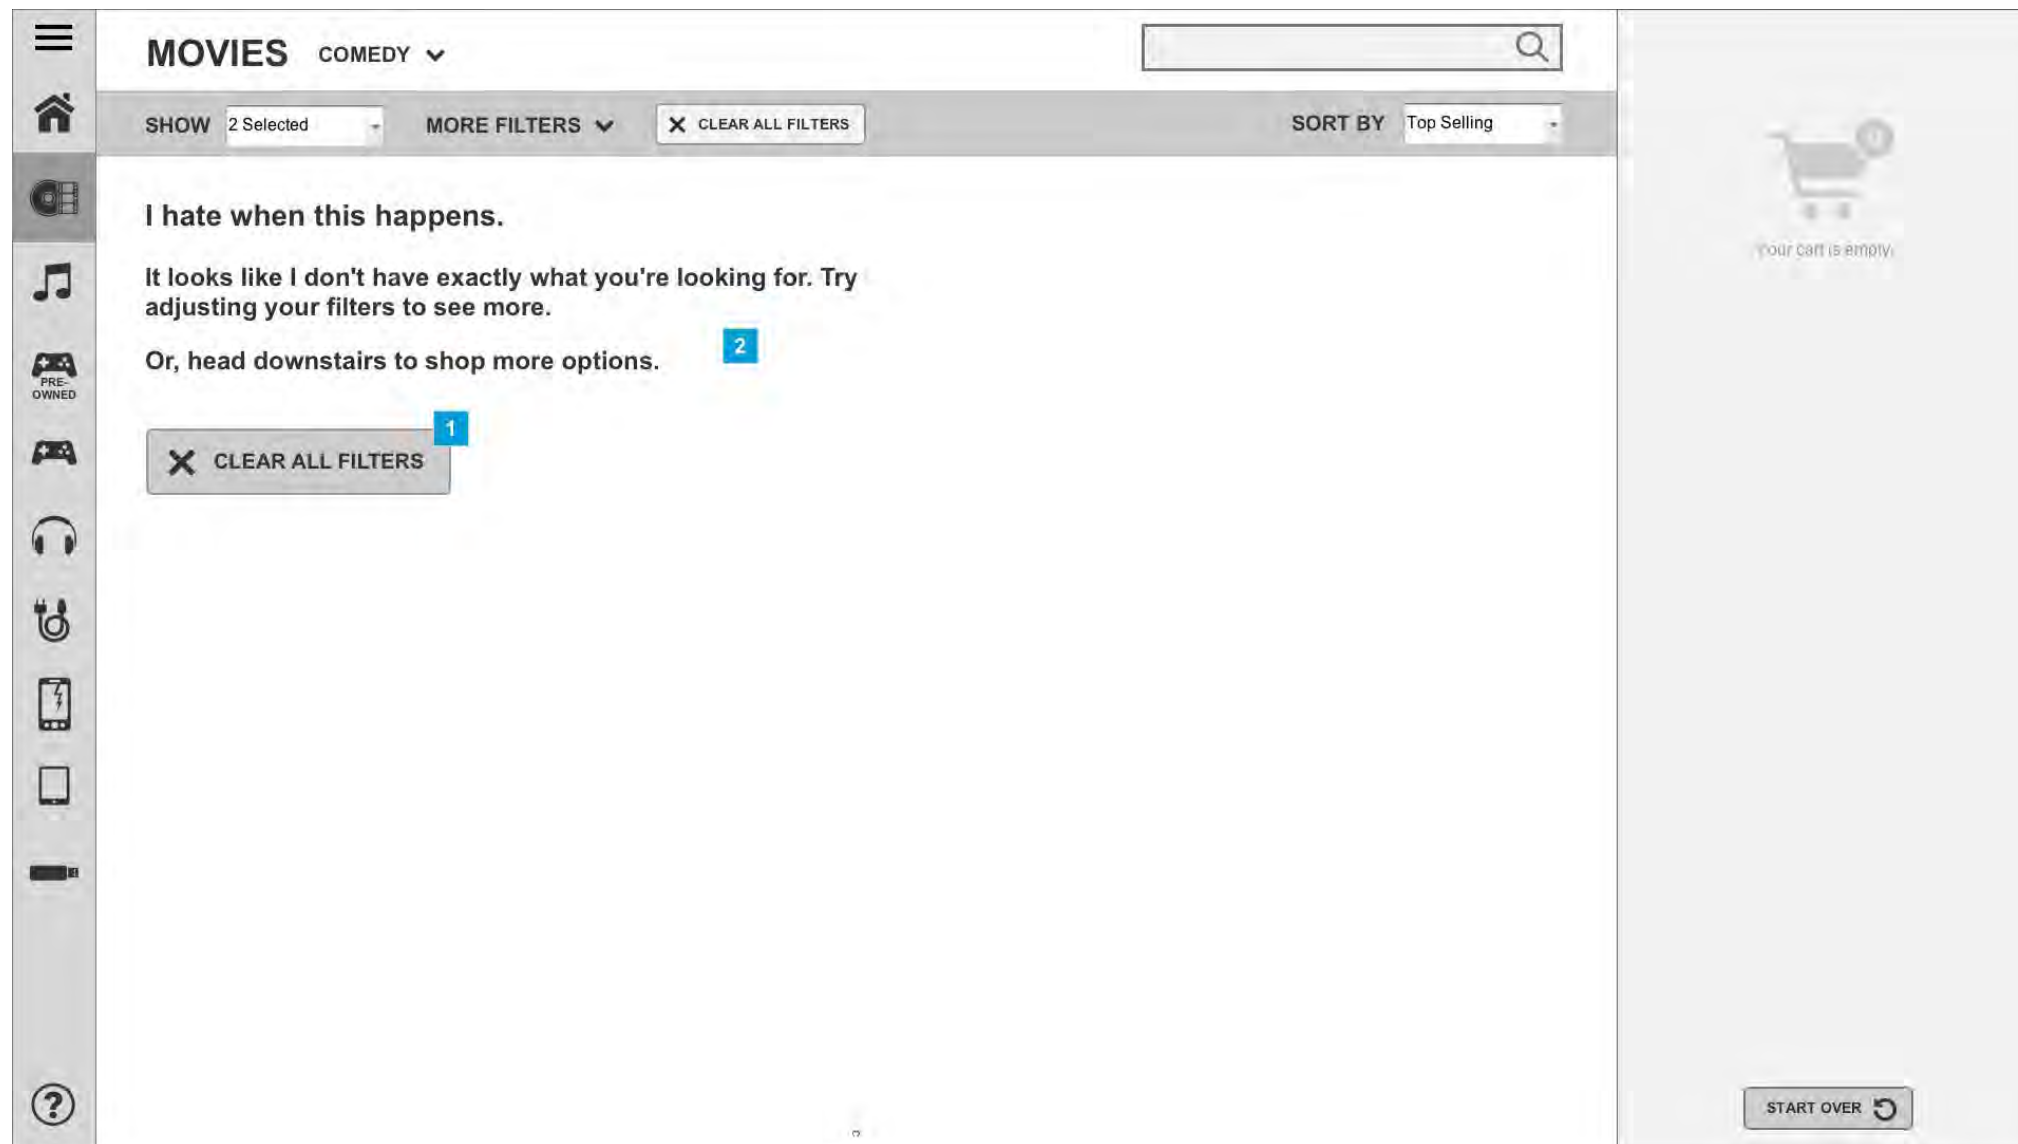 MOVIES COMEDY
SHOW 2 Selected MORE FILTERS CLEAR ALL FILTERS SORT BY Top Selling
I hate when this happens.
It looks like I don't have exactly what you're looking for. Try
adjusting your filters to see more.
Or, head downstairs to shop more options.
2
1
CLEAR ALL FILTERS
PRE-
OWNED
Your cart is empty.
START OVER
?